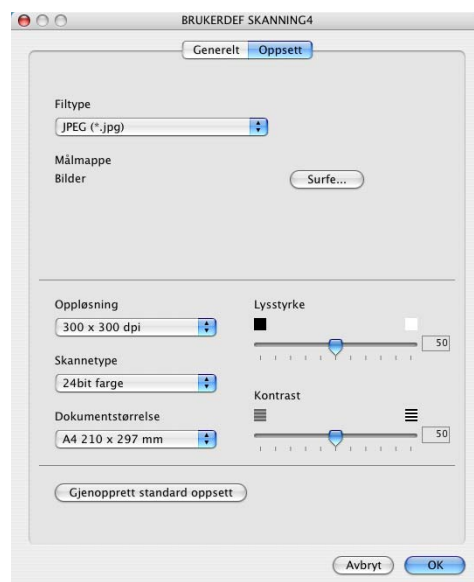 BRUKERDEF SKANNING4
Generelt Oppsett
Filtype
JPEG (*.jpg)
Målmappe
Bilder
Surfe...
Oppløsning
300 x 300 dpi
Skannetype
24bit farge
Dokumentstørrelse
A4 210 x 297 mm
Lysstyrke
50
Kontrast
50
Gjenopprett standard oppsett
Avbryt OK